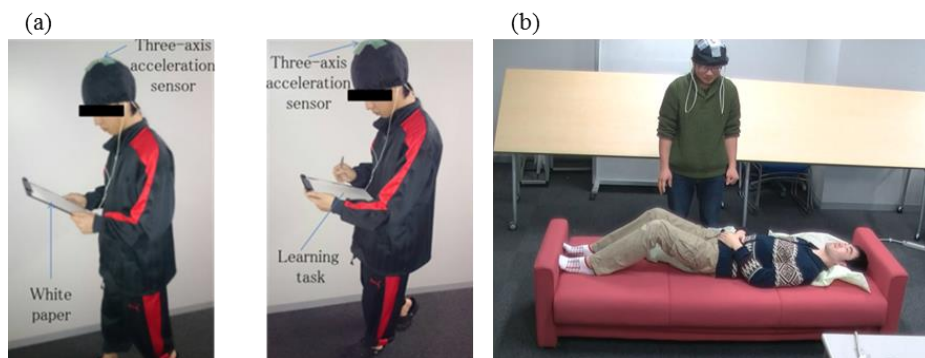 (a)
(b)
Three-axis
acceleration
sensor
White
paper
Three-axis
acceleration
sensor
Learning
task